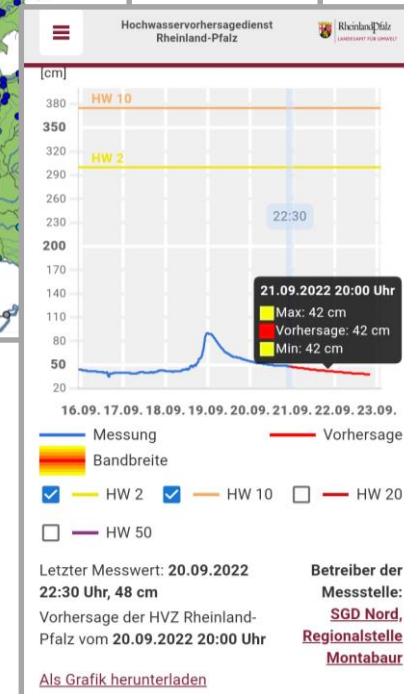 Hochwasservorhersagedienst
Rheinland-Pfalz
RheinlandPfalz
LANDESAMT FÜR UMWELT
[cm]
380
HW 10
350
320
HW 2
290
260
230
22:30
200
170
140
110
80
50
20
21.09.2022 20:00 Uhr
Max: 42 cm
Vorhersage: 42 cm
Min: 42 cm
16.09. 17.09. 18.09. 19.09. 20.09. 21.09. 22.09. 23.09.
Messung Vorhersage
Bandbreite
HW 2 HW 10 HW 20
HW 50
Letzter Messwert: 20.09.2022
22:30 Uhr, 48 cm
Vorhersage der HVZ Rheinland-
Pfalz vom 20.09.2022 20:00 Uhr
Betreiber der
Messstelle:
SGD Nord,
Regionalstelle
Montabaur
Als Grafik herunterladen